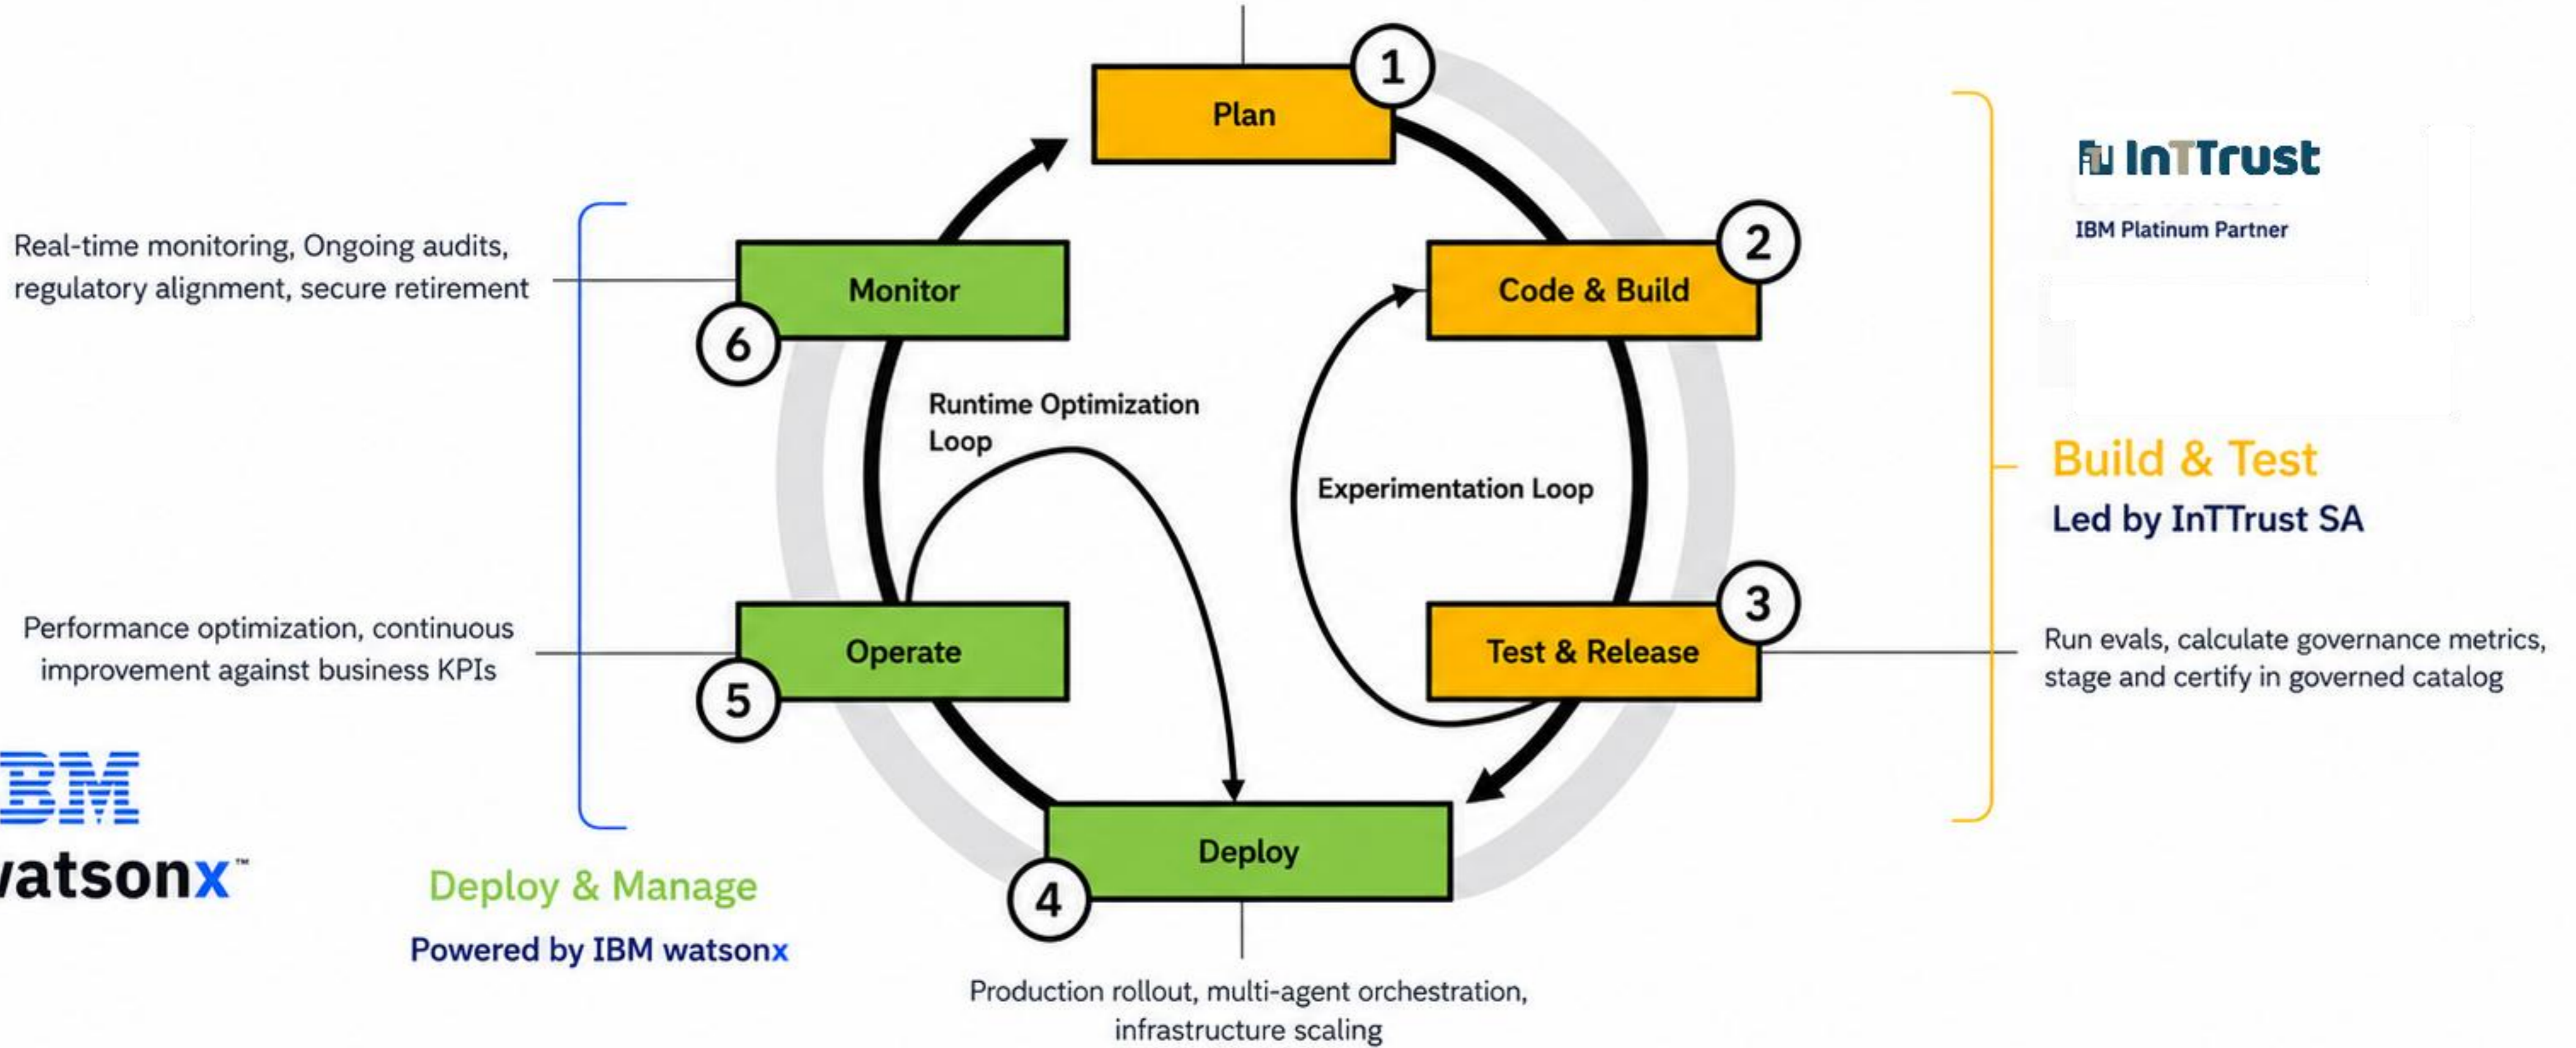 1
Plan
2
Code & Build
3
Test & Release
4
Deploy
5
Operate
6
Monitor
Runtime Optimization
Loop
Experimentation Loop
Real-time monitoring, Ongoing audits,
regulatory alignment, secure retirement
Performance optimization, continuous
improvement against business KPIs
IBM
watsonx™
Deploy & Manage
Powered by IBM watsonx
Production rollout, multi-agent orchestration,
infrastructure scaling
InTTrust
IBM Platinum Partner
Build & Test
Led by InTTrust SA
Run evals, calculate governance metrics,
stage and certify in governed catalog